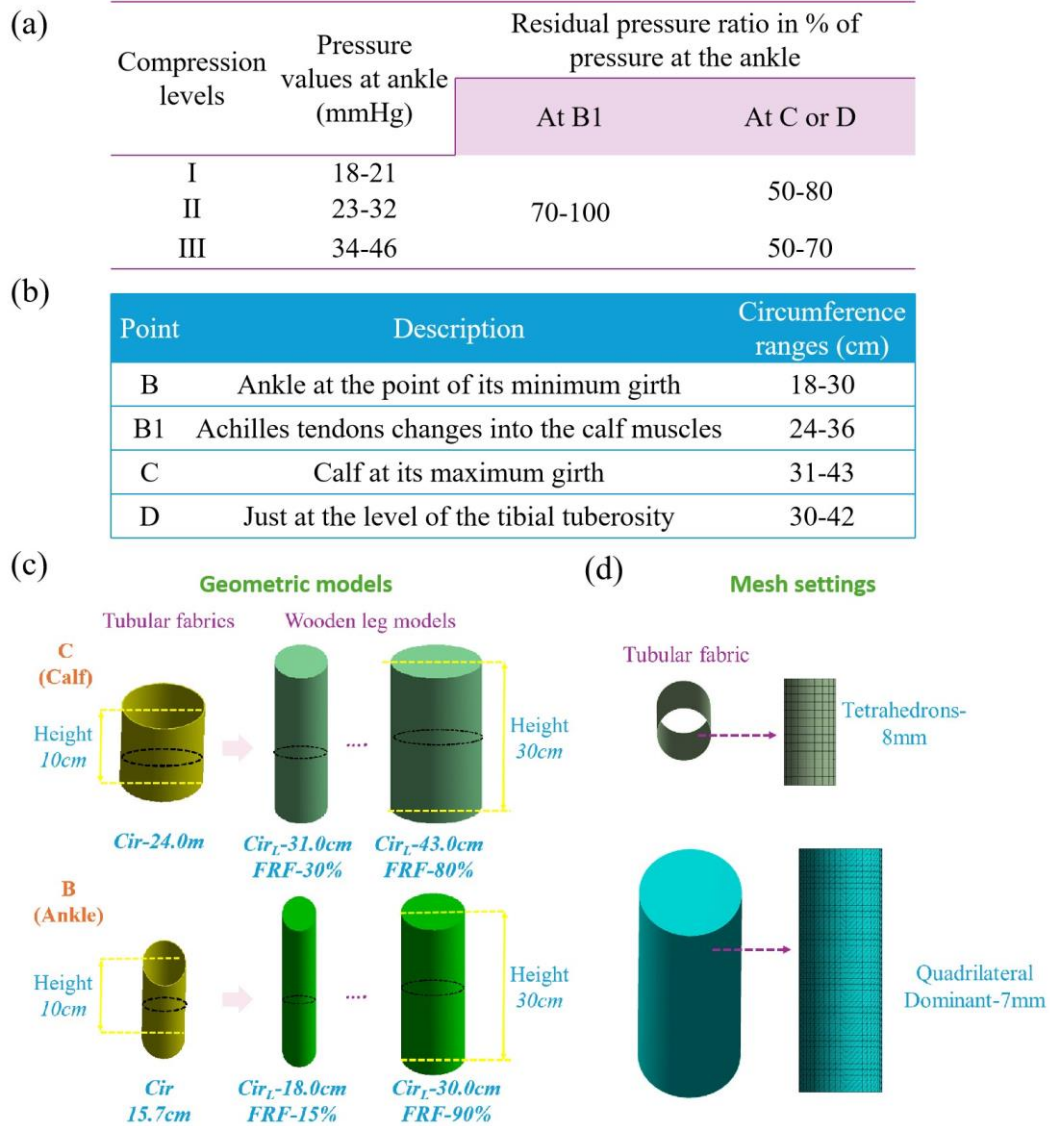 (a)
Compression levels
Pressure values at ankle (mmHg)
Residual pressure ratio in % of pressure at the ankle
At B1
At C or D
I
18-21
II
23-32
III
34-46
70-100
50-80
50-70
(b)
Point Description Circumference ranges (cm)
B Ankle at the point of its minimum girth 18-30
B1 Achilles tendons changes into the calf muscles 24-36
C Calf at its maximum girth 31-43
D Just at the level of the tibial tuberosity 30-42
(c)
Geometric models
Tubular fabrics
Wooden leg models
C
(Calf)
Height
10cm
....
Height
30cm
Cir-24.0m
CirL-31.0cm
FRF-30%
CirL-43.0cm
FRF-80%
B
(Ankle)
Height
10cm
....
Height
30cm
Cir
15.7cm
CirL-18.0cm
FRF-15%
CirL-30.0cm
FRF-90%
(d)
Mesh settings
Tubular fabric
Tetrahedrons-
8mm
Quadrilateral
Dominant-7mm